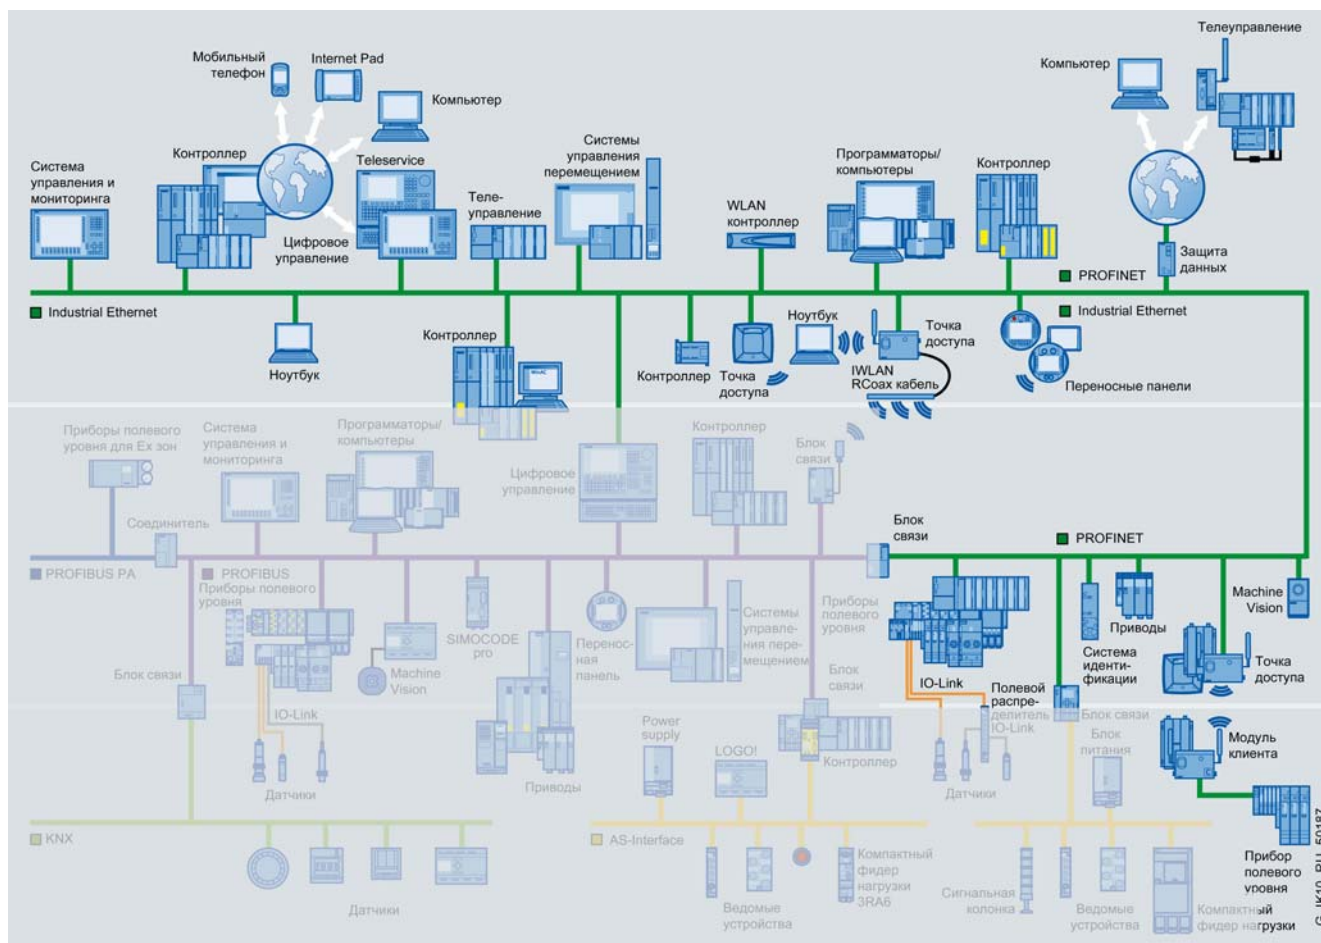 Телеуправление
Мобильный
телефон
Internet Pad
Компьютер
Компьютер
Система
управления и
мониторинга
Контроллер
Teleservice
Цифровое
управление
Теле-
управление
Системы
управления
перемещением
WLAN
контроллер
Программаторы/
компьютеры
Контроллер
Защита
данных
PROFINET
Industrial Ethernet
Industrial Ethernet
Ноутбук
Контроллер
Контроллер
Точка
доступа
Ноутбук
Точка
доступа
IWLAN
RCoax кабель
Переносные панели
Приборы полевого
уровня для Ex зон
Система
управления и
мониторинга
Программаторы/
компьютеры
Цифровое
управление
Контроллер
Блок
связи
Соединитель
Блок
связи
PROFINET
PROFIBUS PA
PROFIBUS
Приборы полевого
уровня
SIMOCODE
pro
Machine
Vision
Перенос-
ная
панель
Системы
управле-
ния пере-
мещением
Приборы
полевого
уровня
Блок
связи
Блок связи
IO-Link
Датчики
Приводы
Power
supply
LOGO!
Контроллер
IO-Link
Полевой
распре-
делитель
IO-Link
Датчики
Система
иденти-
фикации
Приводы
Machine
Vision
Точка
доступа
Блок связи
Блок
питания
Модуль
клиента
KNX
Датчики
AS-Interface
Ведомые
устройства
Компактный
фидер
нагрузки
3RA6
Сигнальная
колонка
Ведомые
устройства
Прибор
полевого
уровня
Компактный
фидер нагрузки
G_IK10_RU_50187